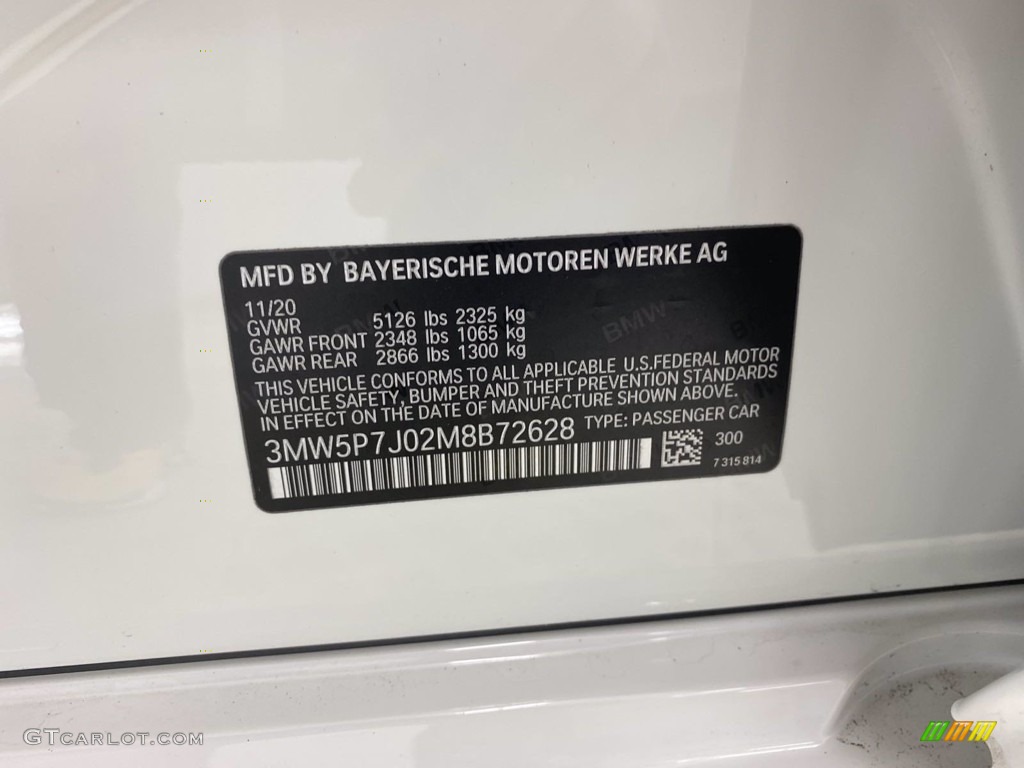 MFD BY BAYERISCHE MOTOREN WERKE AG
11/20
GVWR 5126 lbs 2325 kg
GAWR FRONT 2348 lbs 1065 kg
GAWR REAR 2866 lbs 1300 kg
THIS VEHICLE CONFORMS TO ALL APPLICABLE U.S.FEDERAL MOTOR
VEHICLE SAFETY, BUMPER AND THEFT PREVENTION STANDARDS
IN EFFECT ON THE DATE OF MANUFACTURE SHOWN ABOVE.
3MW5P7J02M8B72628 TYPE: PASSENGER CAR
300
7 315 814
BMW
GTCARLOT.COM